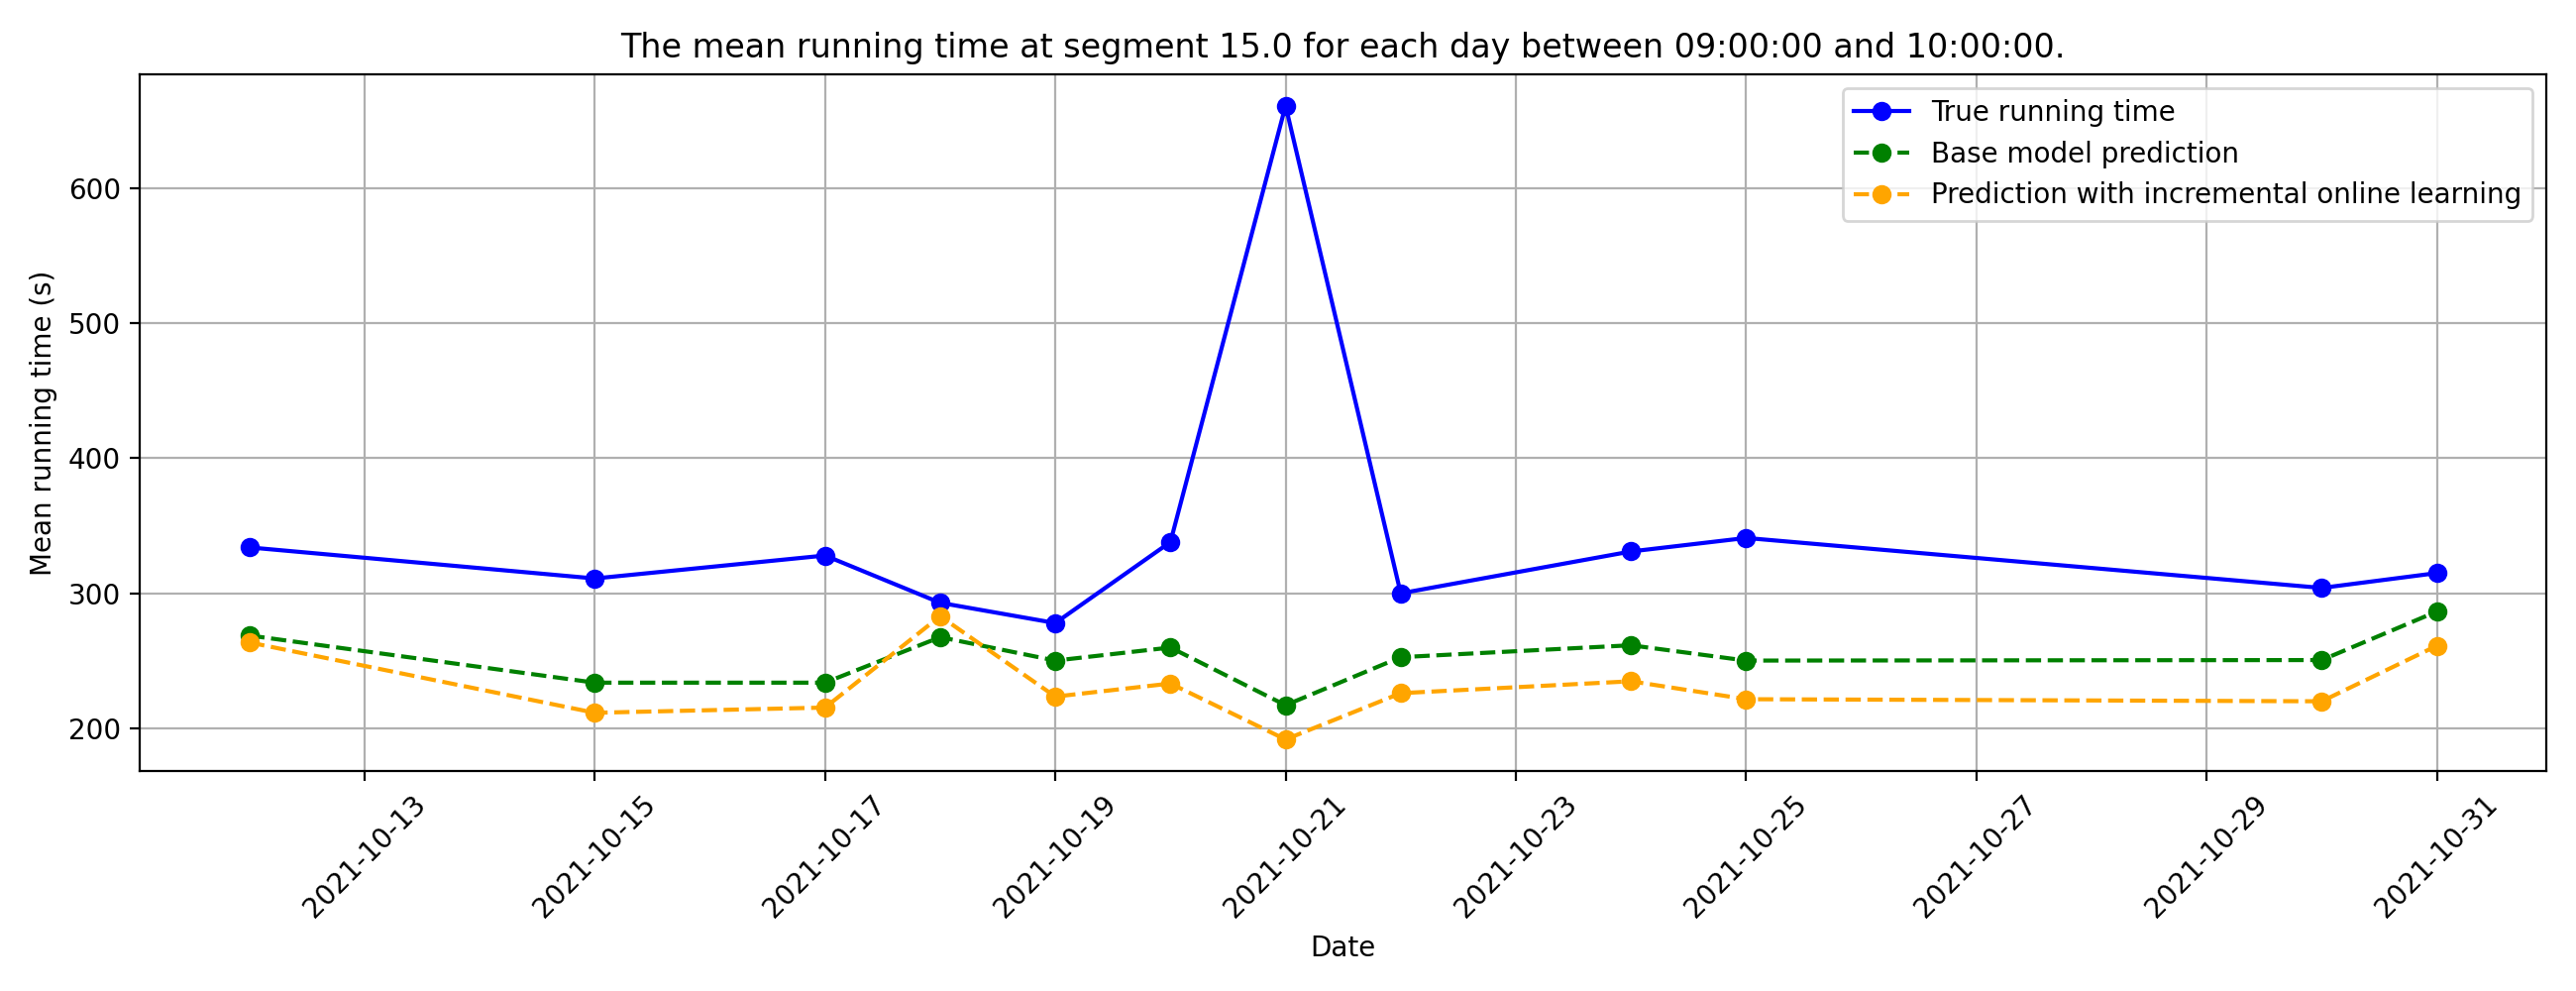 The mean running time at segment 15.0 for each day between 09:00:00 and 10:00:00.
True running time
Base model prediction
Prediction with incremental online learning
Mean running time (s)
600
500
400
300
200
2021-10-13
2021-10-15
2021-10-17
2021-10-19
2021-10-21
2021-10-23
2021-10-25
2021-10-27
2021-10-29
2021-10-31
Date